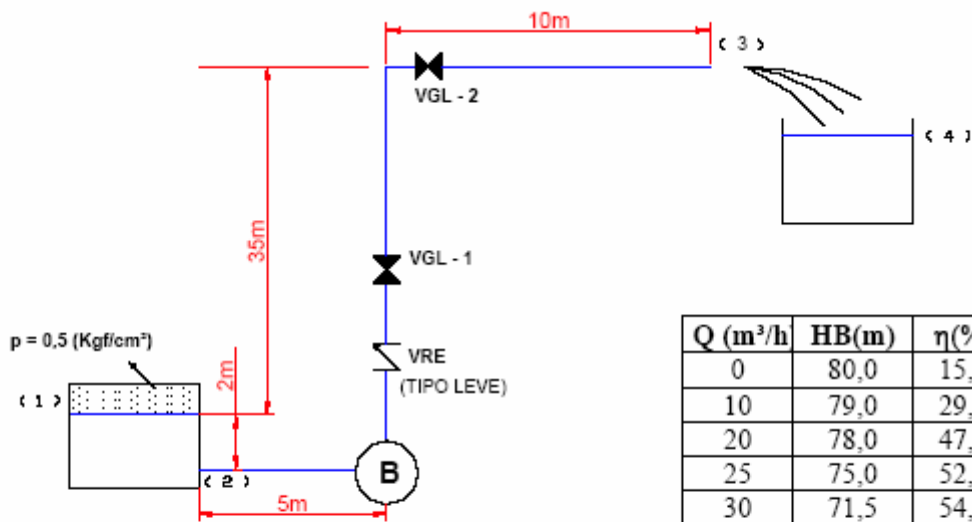 10m
( 3 )
VGL - 2
( 4 )
35m
VGL - 1
p = 0,5 (Kgf/cm²)
2m
VRE
(TIPO LEVE)
( 1 )
B
( 2 )
5m
Q (m³/h HB(m) η(%
0 80,0 15,
10 79,0 29,
20 78,0 47,
25 75,0 52,
30 71,5 54,